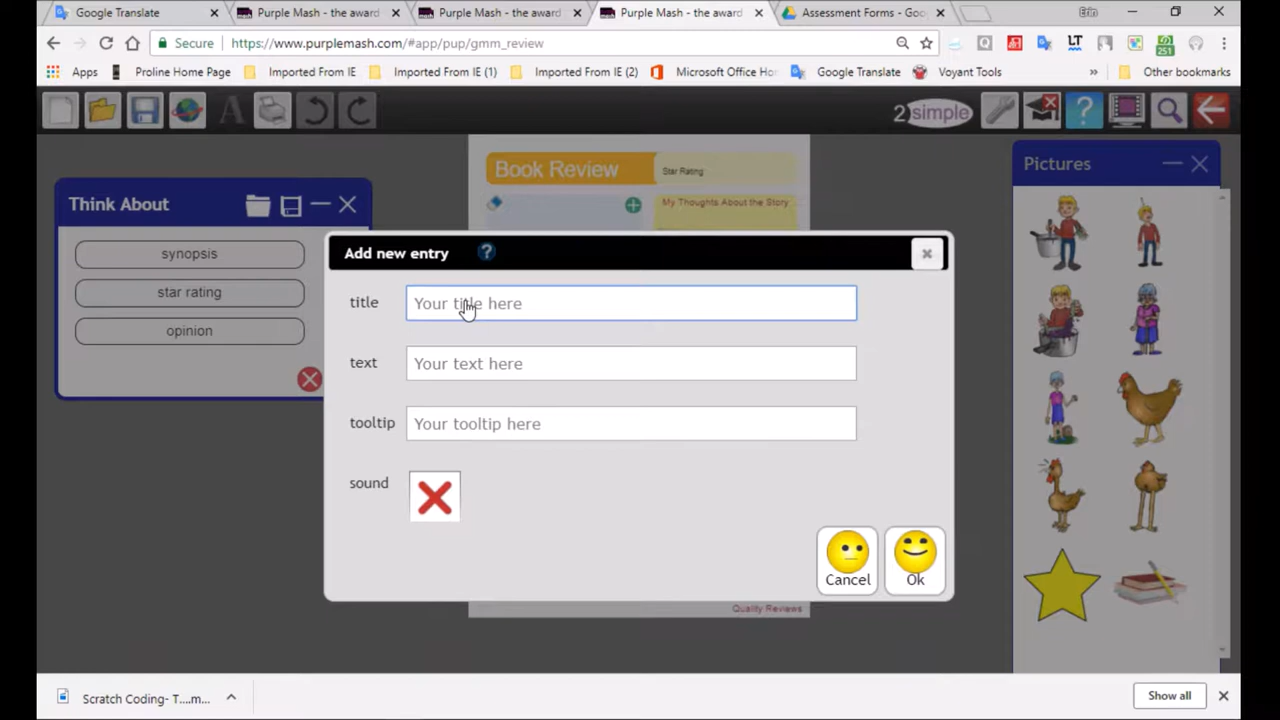 Google Translate
Purple Mash - the award
Purple Mash - the award
Purple Mash - the award
Assessment Forms - Goo
Erin
Secure
https://www.purplemash.com/#app/pup/gmm_review
251
Apps
Proline Home Page
Imported From IE
Imported From IE (1)
Imported From IE (2)
Microsoft Office Ho
Google Translate
Voyant Tools
»
Other bookmarks
2simple
Book Review
Star Rating
My Thoughts About the Story
Pictures
Think About
synopsis
star rating
opinion
Add new entry
title
Your title here
text
Your text here
tooltip
Your tooltip here
sound
Cancel
Ok
Quality Reviews
Scratch Coding- T....m...
Show all